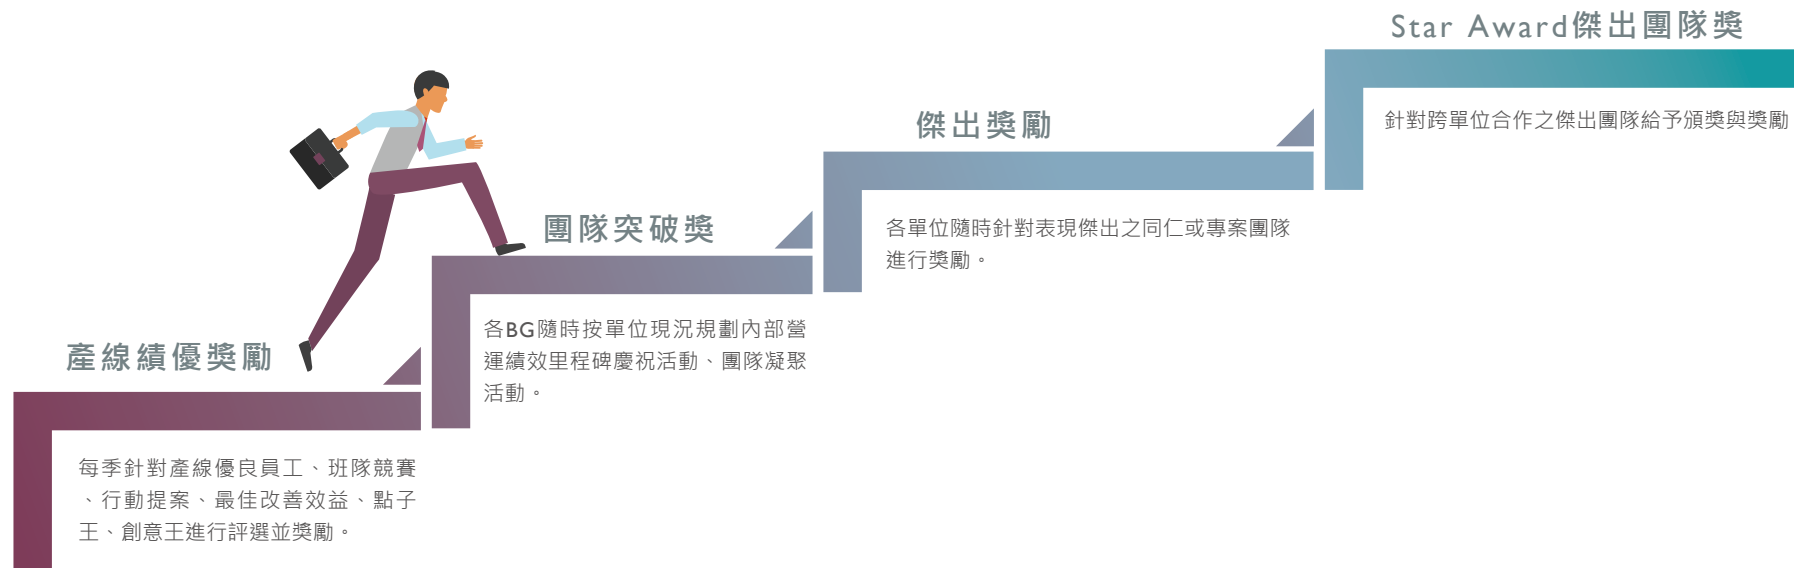 Star Award傑出團隊獎
針對跨單位合作之傑出團隊給予頒獎與獎勵
傑出獎勵
各單位隨時針對表現傑出之同仁或專案團隊
進行獎勵。
團隊突破獎
各BG隨時按單位現況規劃內部營
運績效里程碑慶祝活動、團隊凝聚
活動。
產線績優獎勵
每季針對產線優良員工、班隊競賽
、行動提案、最佳改善效益、點子
王、創意王進行評選並獎勵。